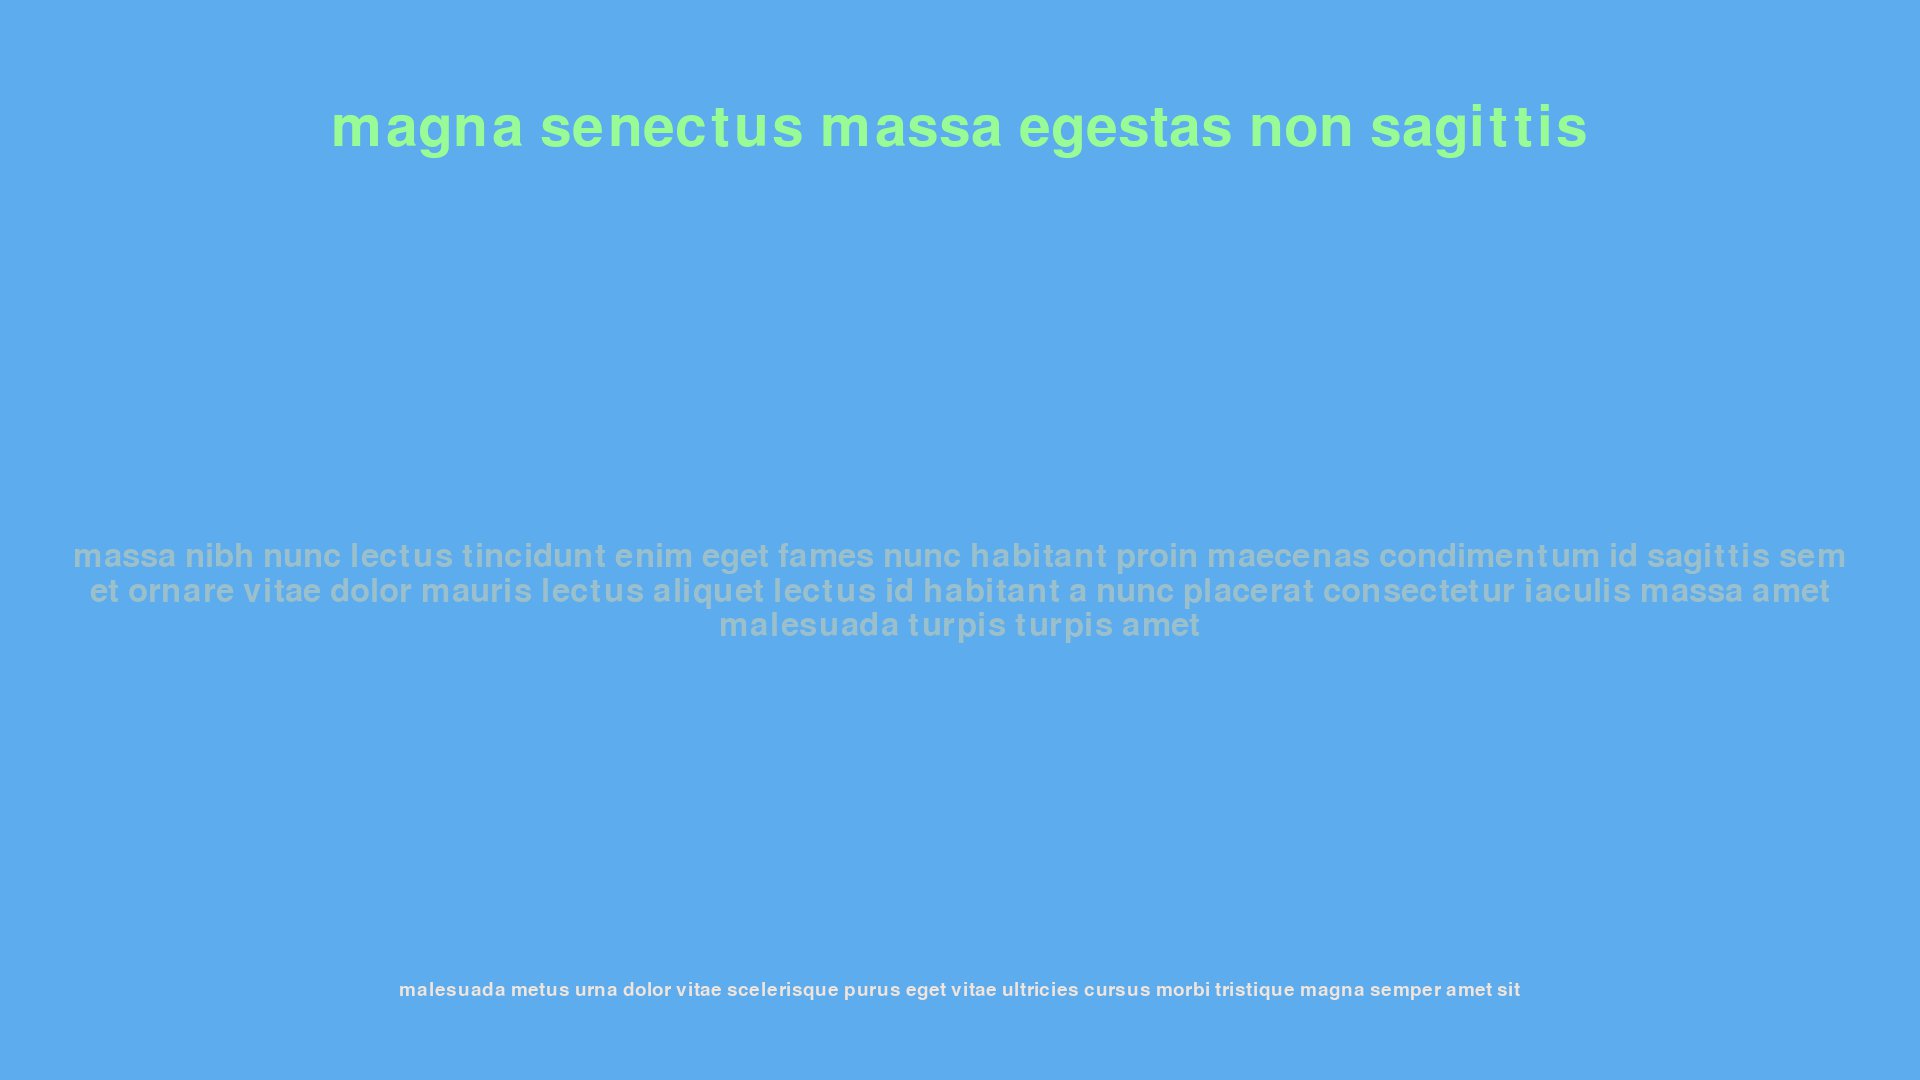 magna senectus massa egestas non sagittis
massa nibh nunc lectus tincidunt enim eget fames nunc habitant proin maecenas condimentum id sagittis sem
et ornare vitae dolor mauris lectus aliquet lectus id habitant a nunc placerat consectetur iaculis massa amet
malesuada turpis turpis amet
malesuada metus urna dolor vitae scelerisque purus eget vitae ultricies cursus morbi tristique magna semper amet sit